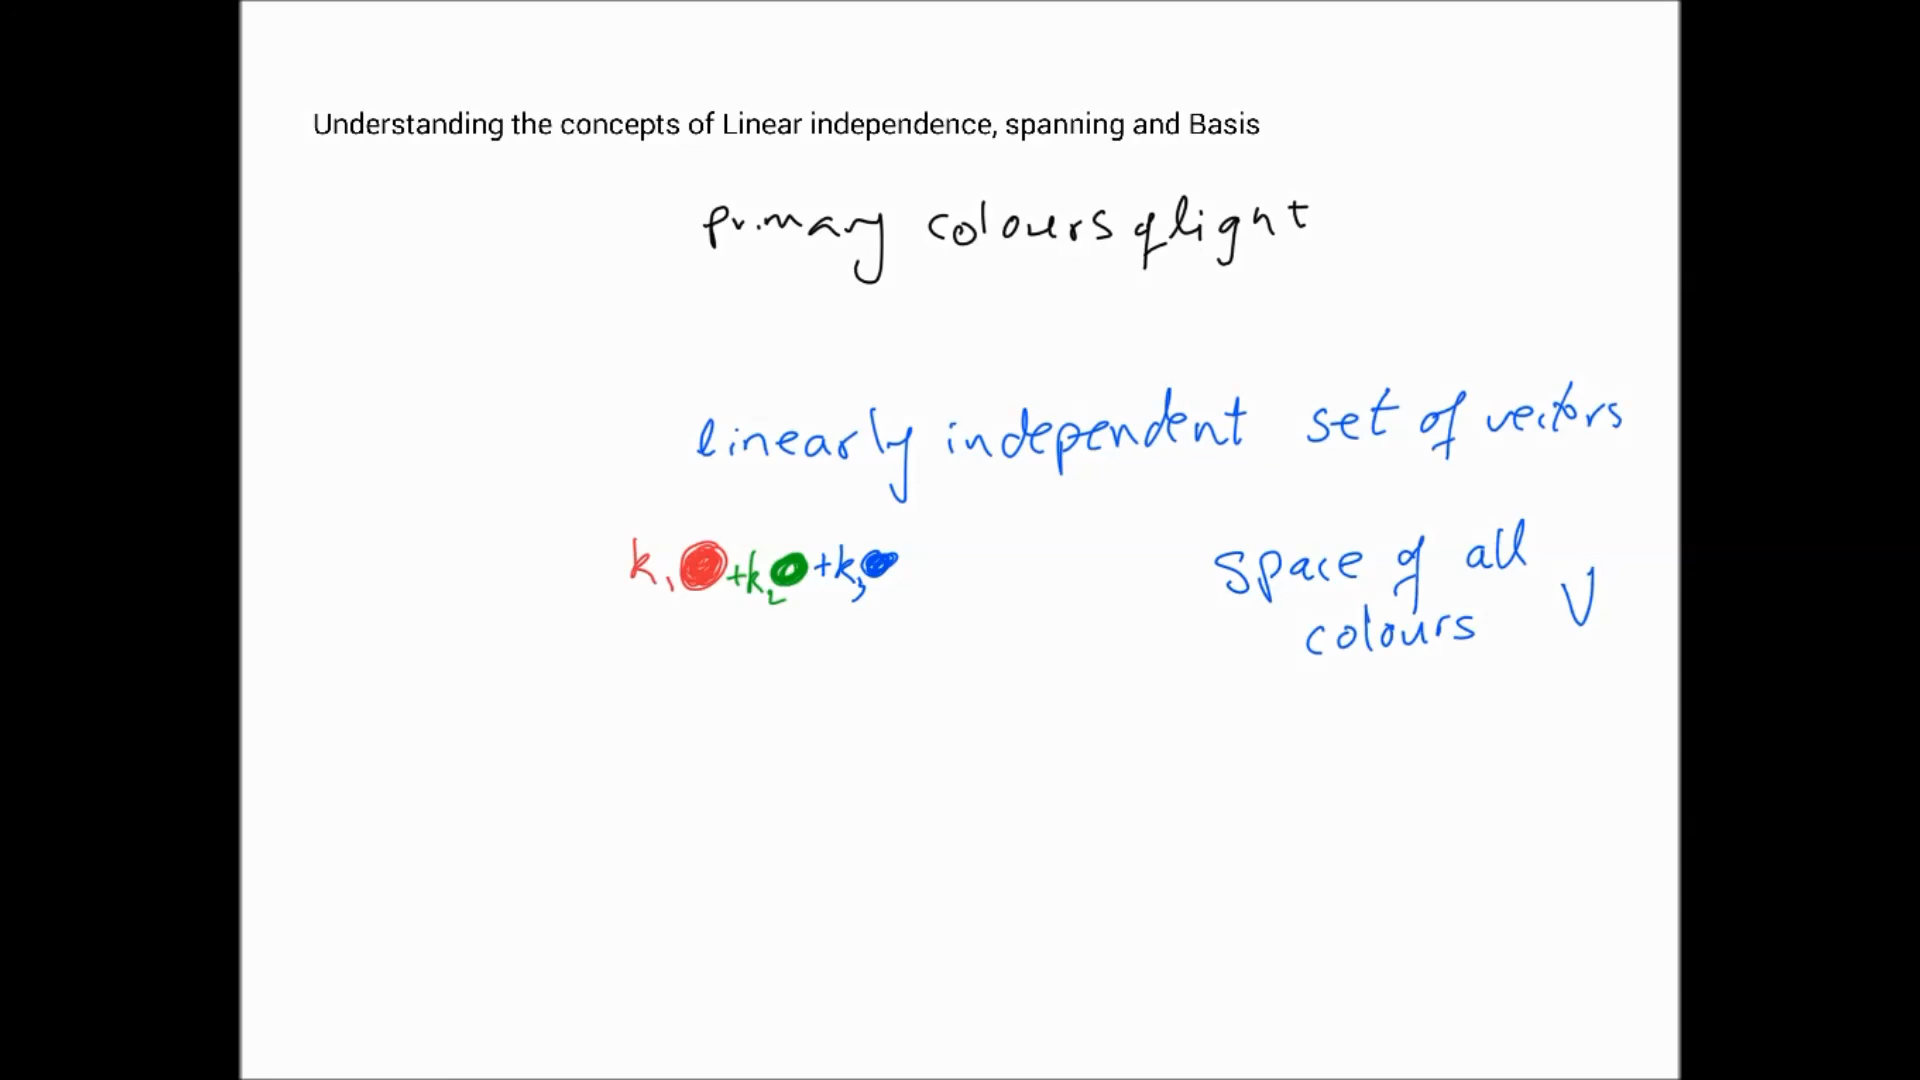 Understanding the concepts of Linear independence, spanning and Basis
primary colours of light
linearly independent set of vectors
k1 +k2 +k3
space of all
colours V